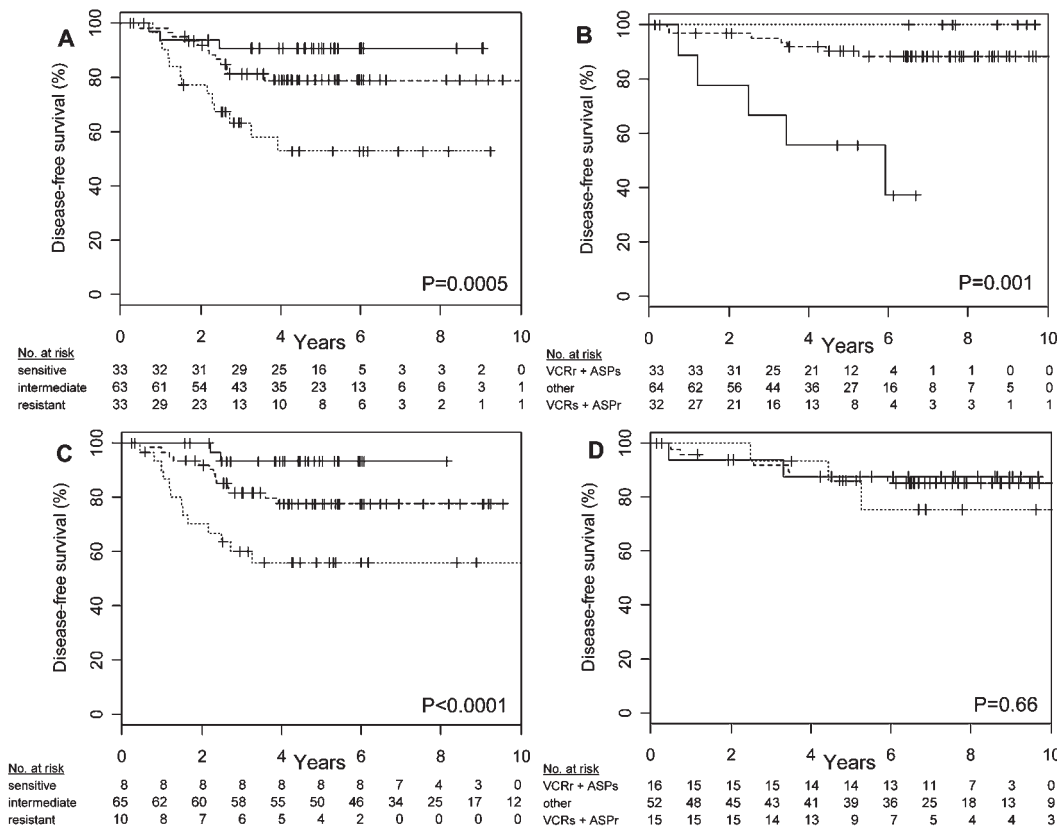 A
Disease-free survival (%)
100
80
60
40
20
0
P=0.0005
0 2 4 6 8 10
Years
No. at risk
sensitive 33 32 31 29 25 16 5 3 3 2 0
intermediate 63 61 54 43 35 23 13 6 6 3 1
resistant 33 29 23 13 10 8 6 3 2 1 1
B
Disease-free survival (%)
100
80
60
40
20
0
P=0.001
0 2 4 6 8 10
Years
No. at risk
VCRr + ASPs 33 33 31 25 21 12 4 1 1 0 0
other 64 62 56 44 36 27 16 8 7 5 0
VCRs + ASPr 32 27 21 16 13 8 4 3 3 1 1
C
Disease-free survival (%)
100
80
60
40
20
0
P<0.0001
0 2 4 6 8 10
Years
No. at risk
sensitive 8 8 8 8 8 8 8 7 4 3 0
intermediate 65 62 60 58 55 50 46 34 25 17 12
resistant 10 8 7 6 5 4 2 0 0 0 0
D
Disease-free survival (%)
100
80
60
40
20
0
P=0.66
0 2 4 6 8 10
Years
No. at risk
VCRr + ASPs 16 15 15 15 14 14 13 11 7 3 0
other 52 48 45 43 41 39 36 25 18 13 9
VCRs + ASPr 15 15 15 14 13 9 7 5 4 4 3